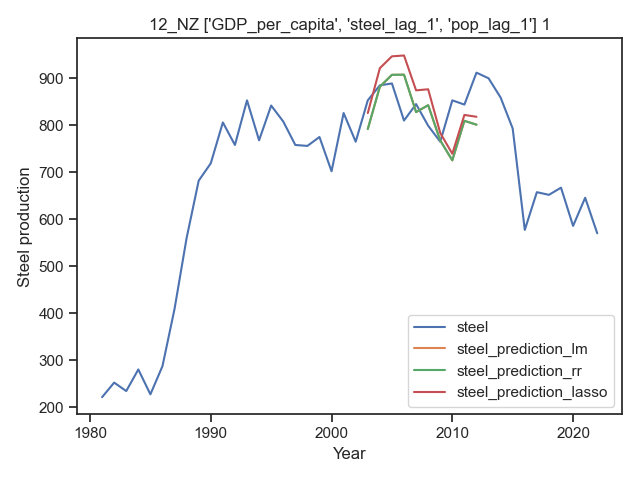 12_NZ ['GDP_per_capita', 'steel_lag_1', 'pop_lag_1'] 1
900
800
700
600
500
400
300
200
Steel production
1980
1990
2000
2010
2020
Year
steel
steel_prediction_lm
steel_prediction_rr
steel_prediction_lasso